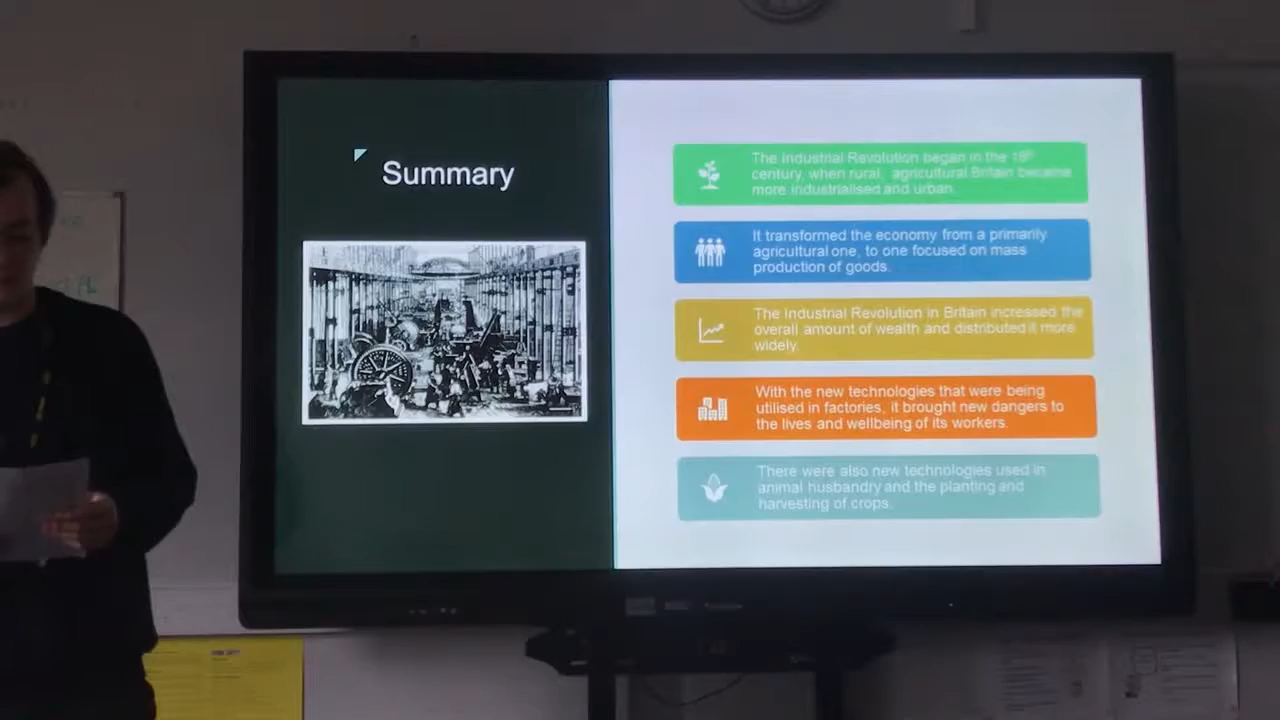 Summary
The Industrial Revolution began in the 18th
century, when rural, agricultural Britain became
more industrialised and urban.
It transformed the economy from a primarily
agricultural one, to one focused on mass
production of goods.
The Industrial Revolution in Britain increased the
overall amount of wealth and distributed it more
widely.
With the new technologies that were being
utilised in factories, it brought new dangers to
the lives and wellbeing of its workers.
There were also new technologies used in
animal husbandry and the planting and
harvesting of crops.